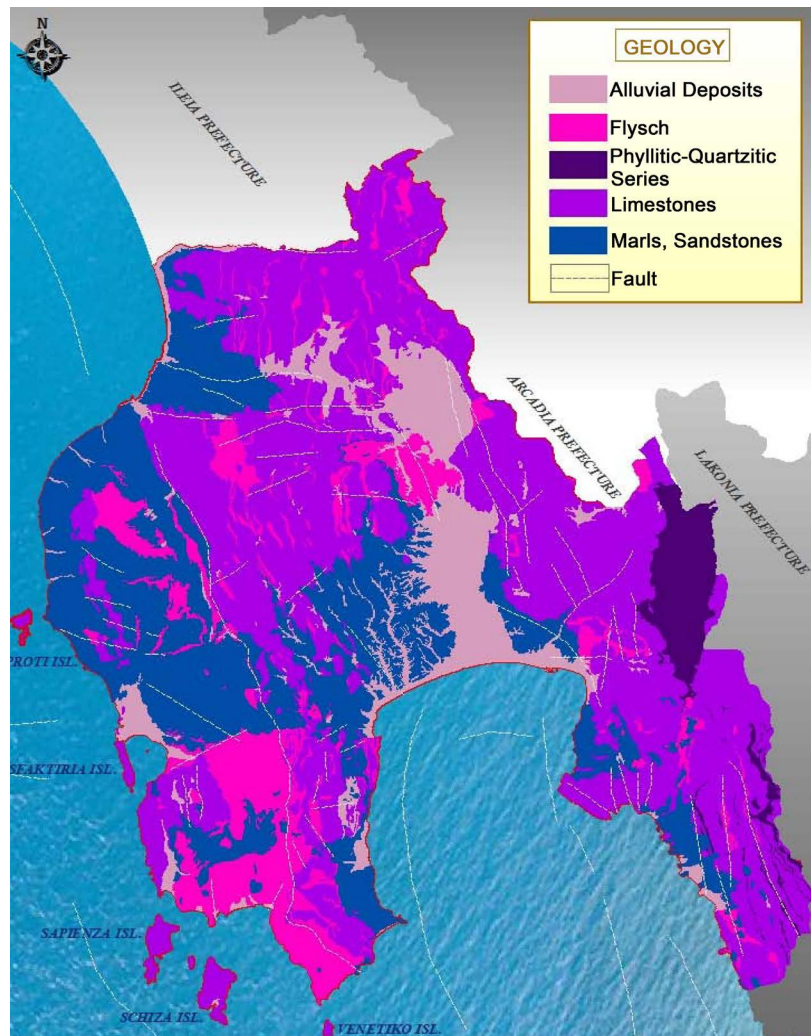 N
GEOLOGY
Alluvial Deposits
Flysch
Phyllitic-Quartzitic
Series
Limestones
Marls, Sandstones
Fault
ILEIA PREFECTURE
ARCADIA PREFECTURE
LAKONIA PREFECTURE
PROTI ISL.
SFAKTIRIA ISL.
SAPIENZA ISL.
SCHIZA ISL.
VENETIKO ISL.